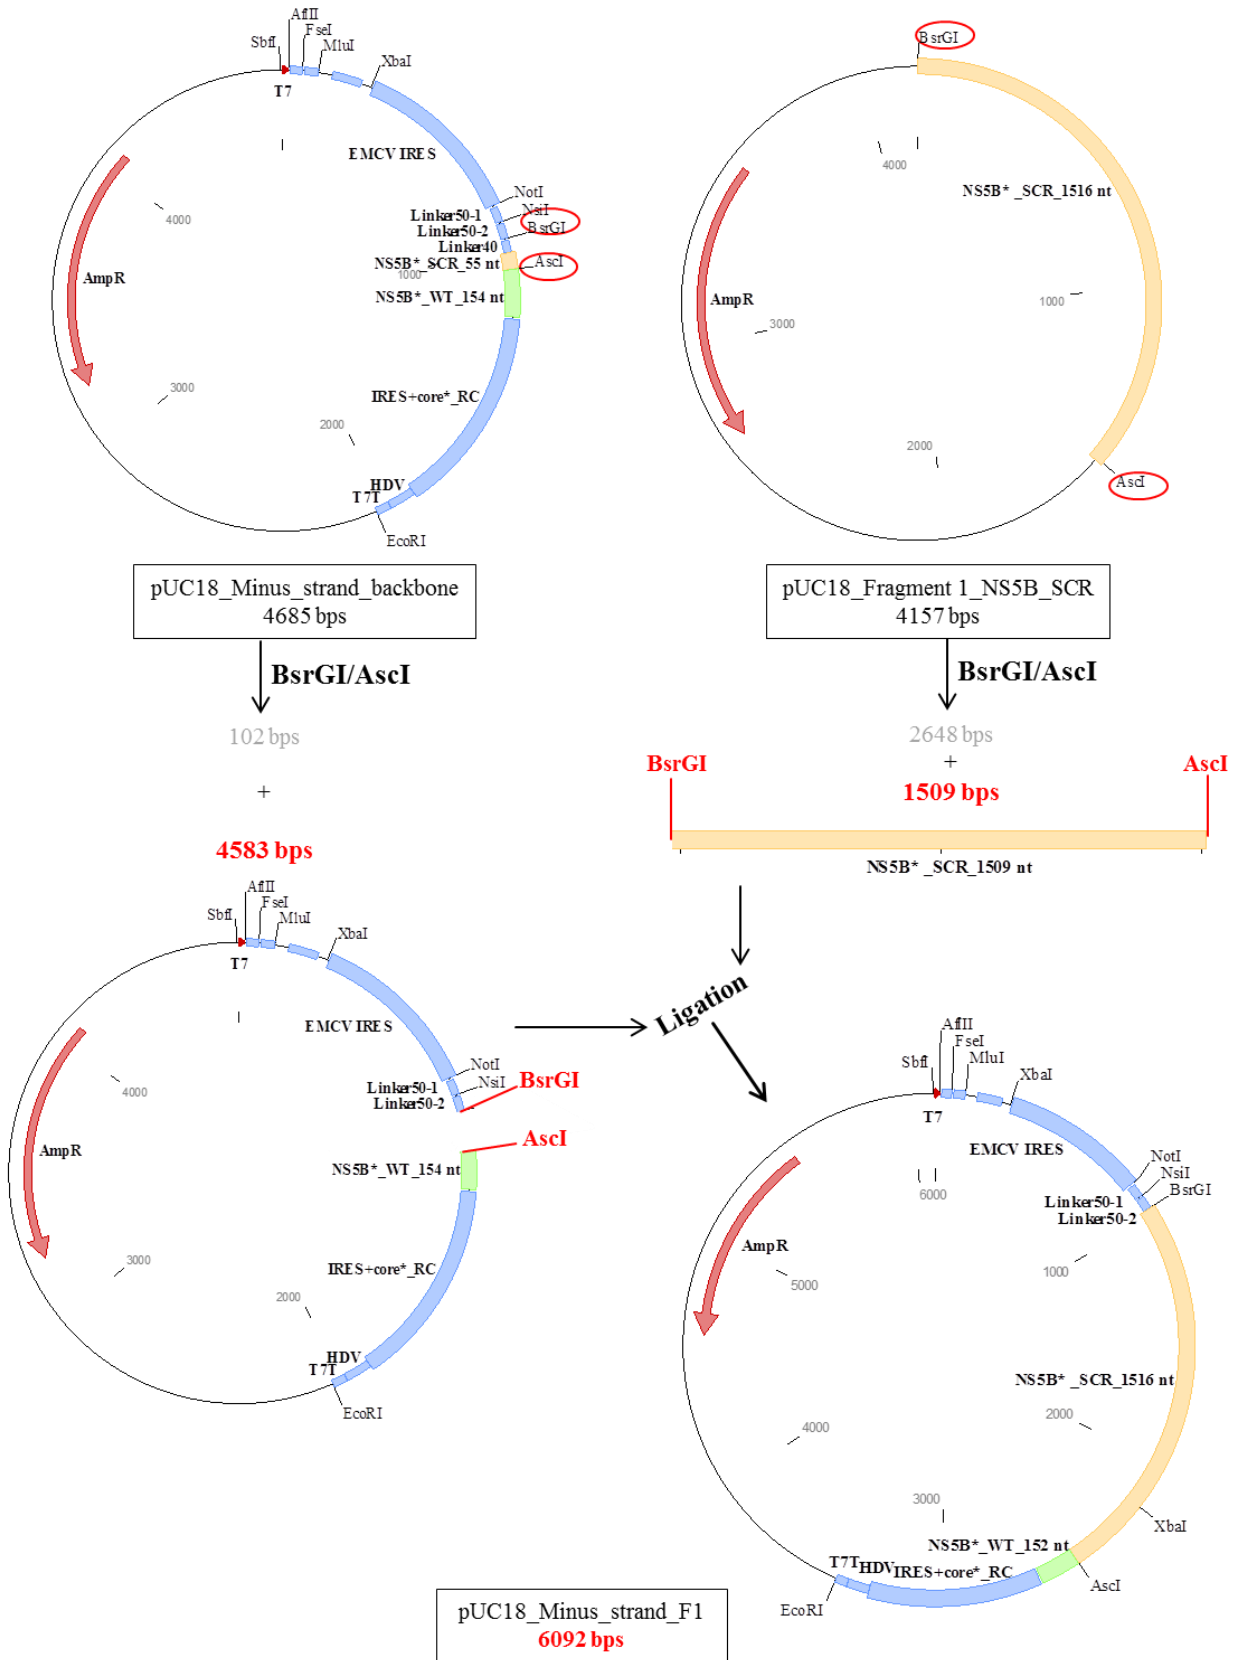 AflII
SbfI
FseI
MluI
XbaI
T7
EMCV IRES
NotI
NsiI
BsrGI
Linker50-1
Linker50-2
Linker40
NS5B*_SCR_55 nt
AscI
NS5B*_WT_154 nt
IRES+core*_RC
HDV
T7T
EcoRI
AmpR
1000
2000
3000
4000
pUC18_Minus_strand_backbone
4685 bps
BsrGI
NS5B*_SCR_1516 nt
AscI
AmpR
1000
2000
3000
4000
pUC18_Fragment 1_NS5B_SCR
4157 bps
BsrGI/AscI
BsrGI/AscI
102 bps
+
4583 bps
2648 bps
+
1509 bps
BsrGI
AscI
NS5B*_SCR_1509 nt
AflII
SbfI
FseI
MluI
XbaI
T7
EMCV IRES
NotI
NsiI
Linker50-1
Linker50-2
BsrGI
AscI
NS5B*_WT_154 nt
IRES+core*_RC
HDV
T7T
EcoRI
AmpR
2000
3000
4000
Ligation
AflII
SbfI
FseI
MluI
XbaI
T7
EMCV IRES
NotI
NsiI
BsrGI
Linker50-1
Linker50-2
NS5B*_SCR_1516 nt
XbaI
AscI
NS5B*_WT_152 nt
IRES+core*_RC
HDV
T7T
EcoRI
AmpR
1000
2000
3000
4000
5000
6000
pUC18_Minus_strand_F1
6092 bps